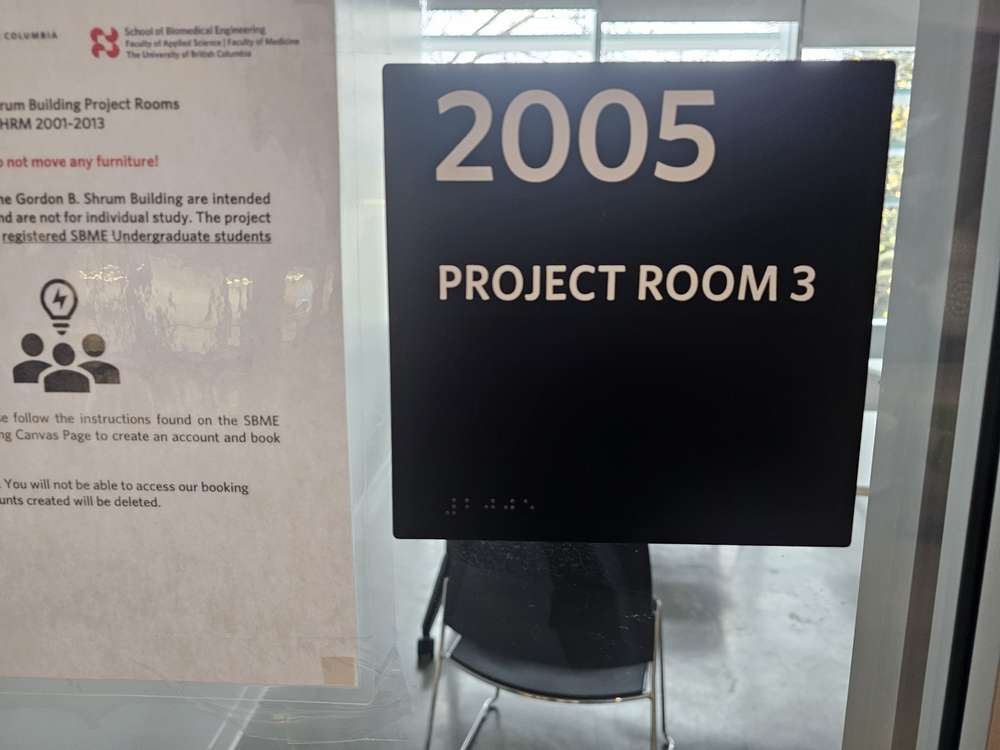 COLUMBIA
School of Biomedical Engineering
Faculty of Applied Science | Faculty of Medicine
The University of British Columbia
rum Building Project Rooms
HRM 2001-2013
not move any furniture!
Gordon B. Shrum Building are intended
are not for individual study. The project
registered SBME Undergraduate students
follow the instructions found on the SBME
Canvas Page to create an account and book
You will not be able to access our booking
unts created will be deleted.
2005
PROJECT ROOM 3